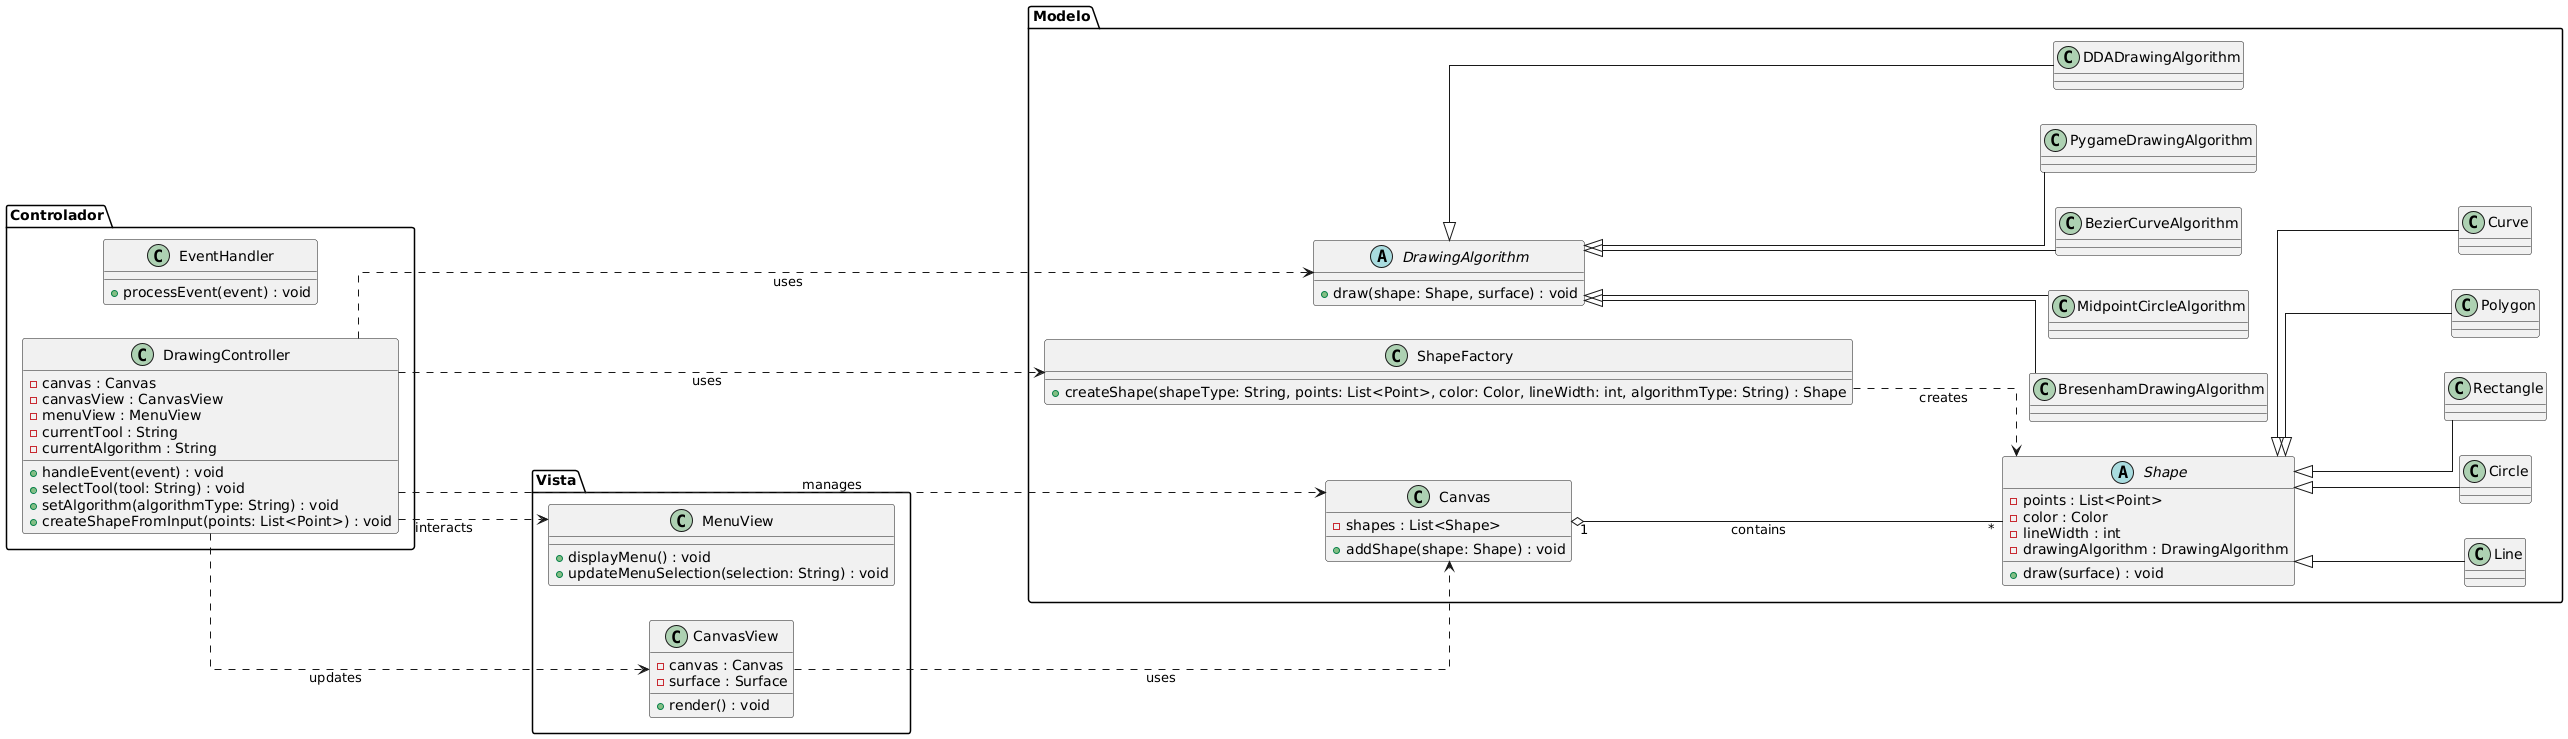 Controlador
C EventHandler
processEvent(event) : void
C DrawingController
canvas : Canvas
canvasView : CanvasView
menuView : MenuView
currentTool : String
currentAlgorithm : String
handleEvent(event) : void
selectTool(tool: String) : void
setAlgorithm(algorithmType: String) : void
createShapeFromInput(points: List<Point>) : void
uses
uses
manages
interacts
updates
Vista
C MenuView
displayMenu() : void
updateMenuSelection(selection: String) : void
C CanvasView
canvas : Canvas
surface : Surface
render() : void
uses
Modelo
C DDADrawingAlgorithm
C PygameDrawingAlgorithm
C BezierCurveAlgorithm
C MidpointCircleAlgorithm
C BresenhamDrawingAlgorithm
A DrawingAlgorithm
draw(shape: Shape, surface) : void
C ShapeFactory
createShape(shapeType: String, points: List<Point>, color: Color, lineWidth: int, algorithmType: String) : Shape
creates
C Canvas
shapes : List<Shape>
addShape(shape: Shape) : void
1
contains
*
A Shape
points : List<Point>
color : Color
lineWidth : int
drawingAlgorithm : DrawingAlgorithm
draw(surface) : void
C Curve
C Polygon
C Rectangle
C Circle
C Line